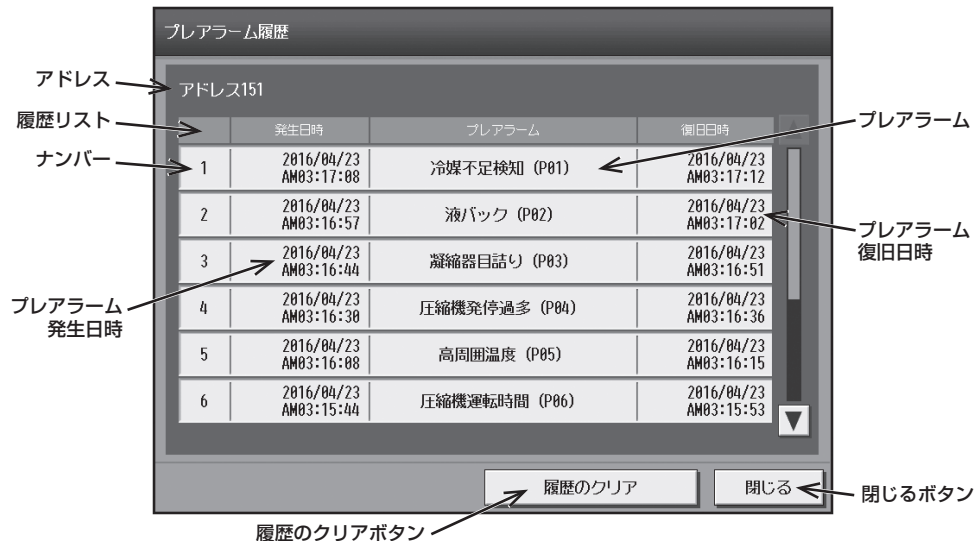 プレアラーム履歴
アドレス
アドレス151
履歴リスト
発生日時 プレアラーム 復旧日時
プレアラーム
ナンバー
1 2016/04/23 AM03:17:08 冷媒不足検知 (P01) 2016/04/23 AM03:17:12
2 2016/04/23 AM03:16:57 液バック (P02) 2016/04/23 AM03:17:02
プレアラーム
復旧日時
3 2016/04/23 AM03:16:44 凝縮器目詰り (P03) 2016/04/23 AM03:16:51
プレアラーム
発生日時
4 2016/04/23 AM03:16:30 圧縮機発停過多 (P04) 2016/04/23 AM03:16:36
5 2016/04/23 AM03:16:08 高周囲温度 (P05) 2016/04/23 AM03:16:15
6 2016/04/23 AM03:15:44 圧縮機運転時間 (P06) 2016/04/23 AM03:15:53
履歴のクリア
閉じる
閉じるボタン
履歴のクリアボタン